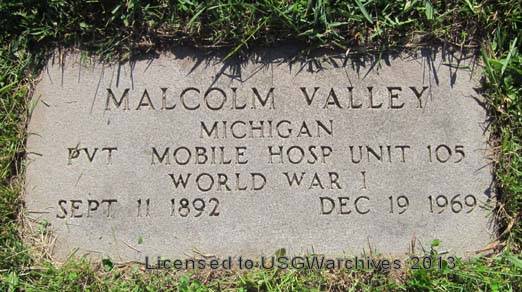 MALCOLM VALLEY
MICHIGAN
PVT MOBILE HOSP UNIT 105
WORLD WAR I
SEPT 11 1892 DEC 19 1969
Licensed to USGWarchives 2013